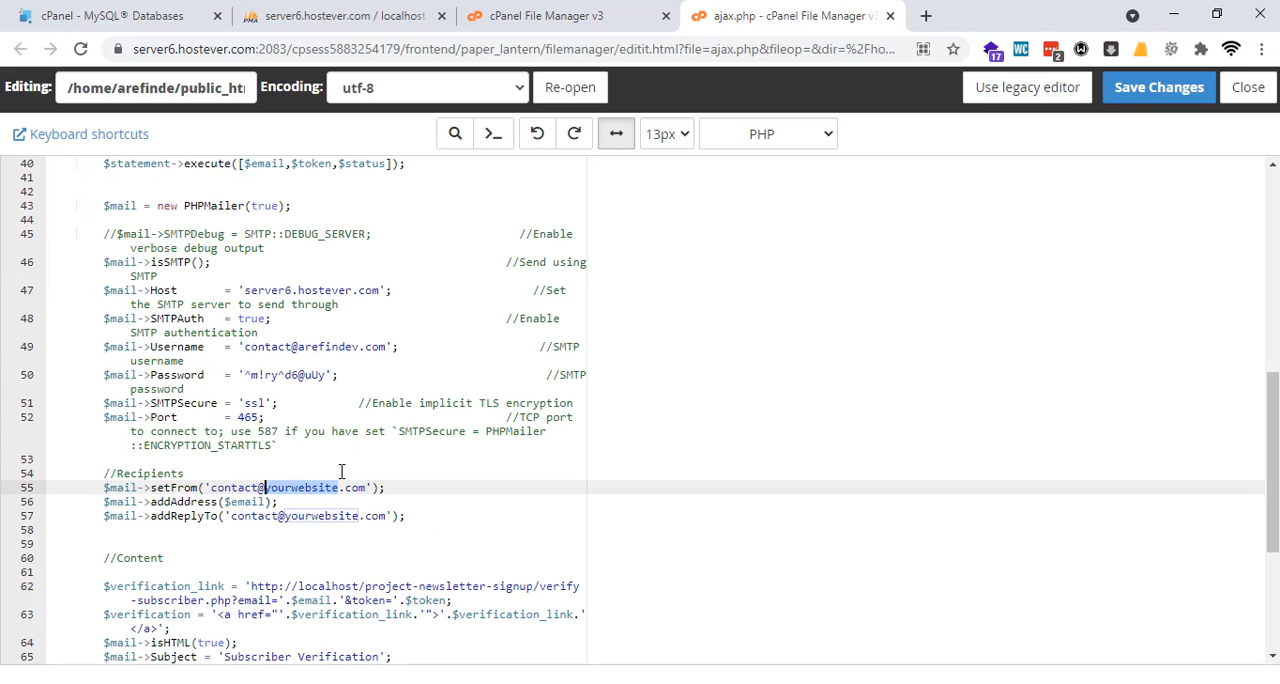 cPanel - MySQL® Databases
server6.hostever.com / localhost
cPanel File Manager v3
ajax.php - cPanel File Manager v
server6.hostever.com:2083/cpsess5883254179/frontend/paper_lantern/filemanager/editit.html?file=ajax.php&fileop=&dir=%2Fho...
17
WC
2
Editing:
/home/arefinde/public_ht
Encoding:
utf-8
Re-open
Use legacy editor
Save Changes
Close
Keyboard shortcuts
13px
PHP
40 $statement->execute([$email,$token,$status]);
41
42
43 $mail = new PHPMailer(true);
44
45 //$mail->SMTPDebug = SMTP::DEBUG_SERVER; //Enable
verbose debug output
46 $mail->isSMTP(); //Send using
SMTP
47 $mail->Host = 'server6.hostever.com'; //Set
the SMTP server to send through
48 $mail->SMTPAuth = true; //Enable
SMTP authentication
49 $mail->Username = 'contact@arefindev.com'; //SMTP
username
50 $mail->Password = '^m!ry^d6@uUy'; //SMTP
password
51 $mail->SMTPSecure = 'ssl'; //Enable implicit TLS encryption
52 $mail->Port = 465; //TCP port
to connect to; use 587 if you have set `SMTPSecure = PHPMailer
::ENCRYPTION_STARTTLS`
53
54 //Recipients
55 $mail->setFrom('contact@yourwebsite.com');
56 $mail->addAddress($email);
57 $mail->addReplyTo('contact@yourwebsite.com');
58
59
60 //Content
61
62 $verification_link = 'http://localhost/project-newsletter-signup/verify
-subscriber.php?email='.$email.'&token='.$token;
63 $verification = '<a href="'.$verification_link.'">'.$verification_link.'
</a>';
64 $mail->isHTML(true);
65 $mail->Subject = 'Subscriber Verification';